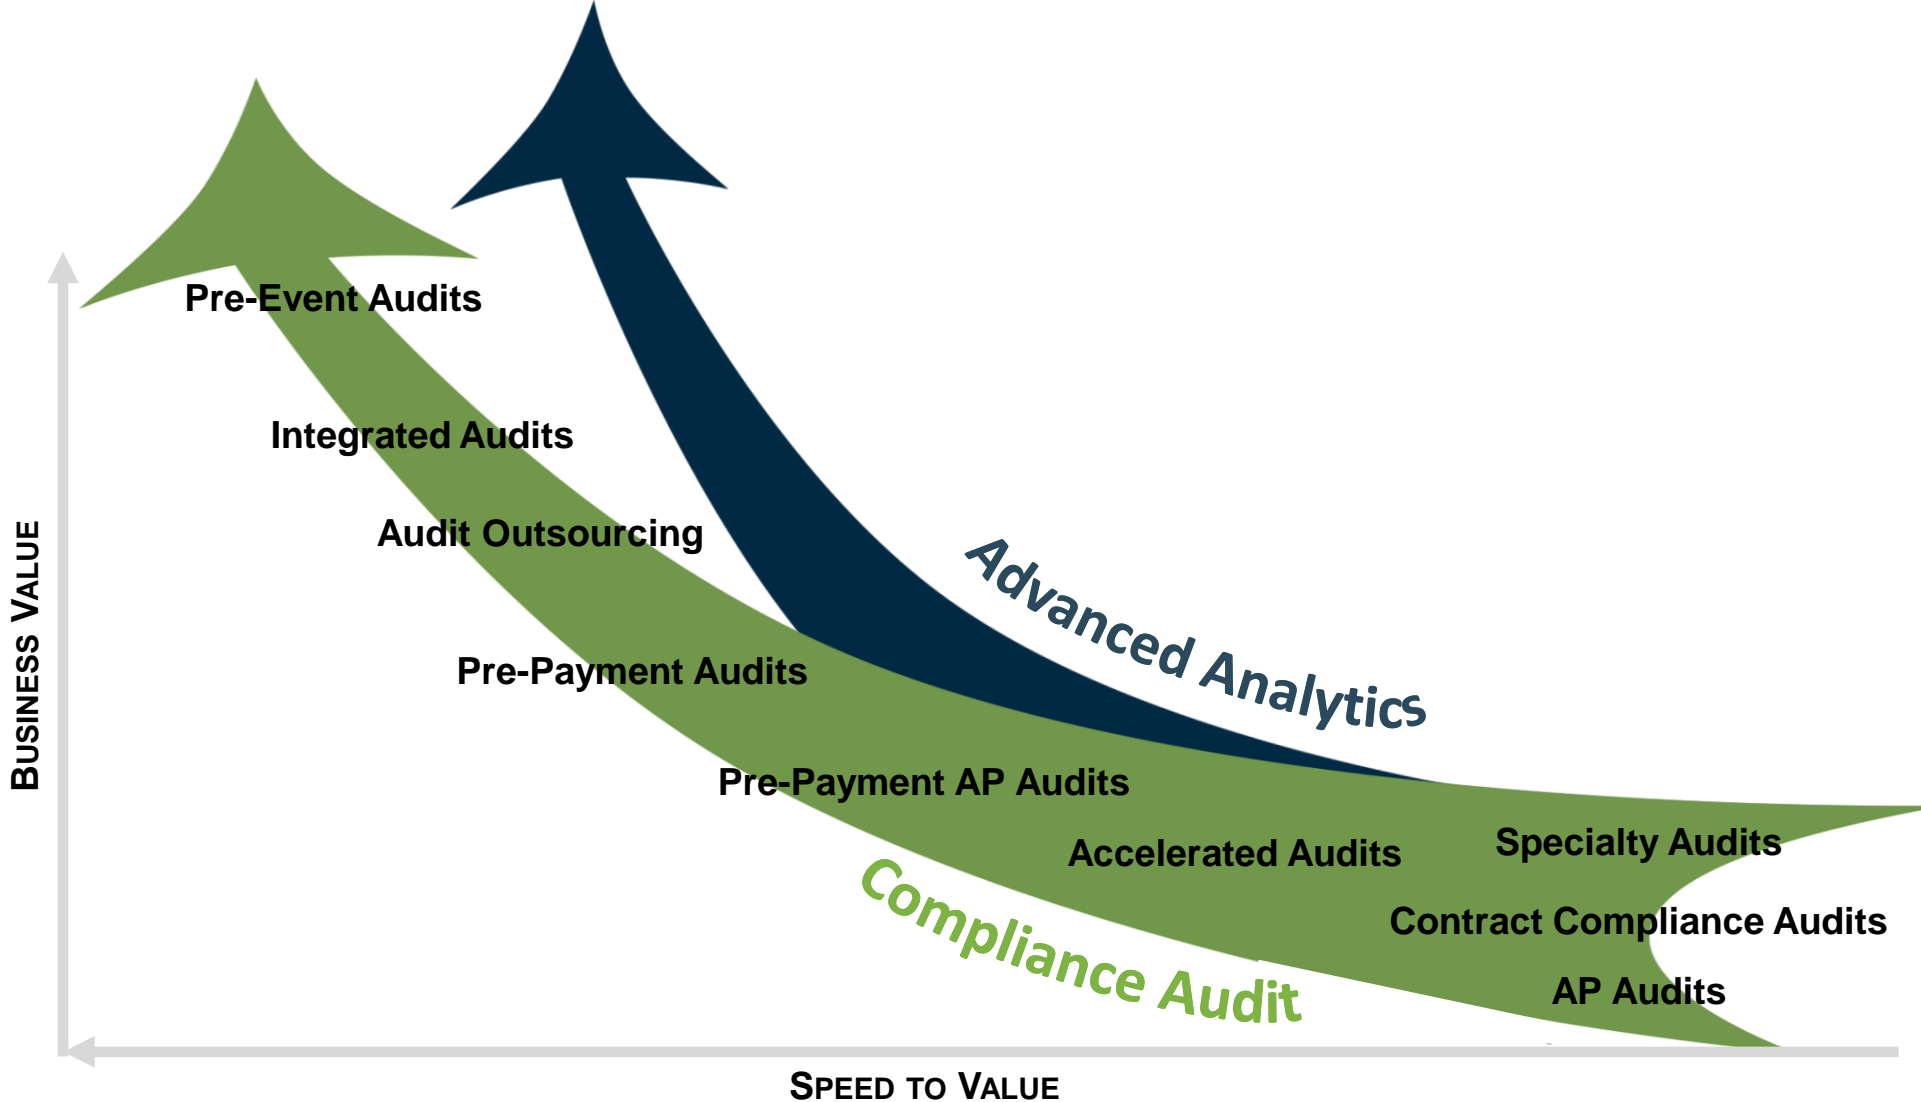 Pre-Event Audits
Integrated Audits
Audit Outsourcing
Advanced Analytics
Pre-Payment Audits
Pre-Payment AP Audits
Accelerated Audits
Specialty Audits
Contract Compliance Audits
AP Audits
Compliance Audit
BUSINESS VALUE
SPEED TO VALUE